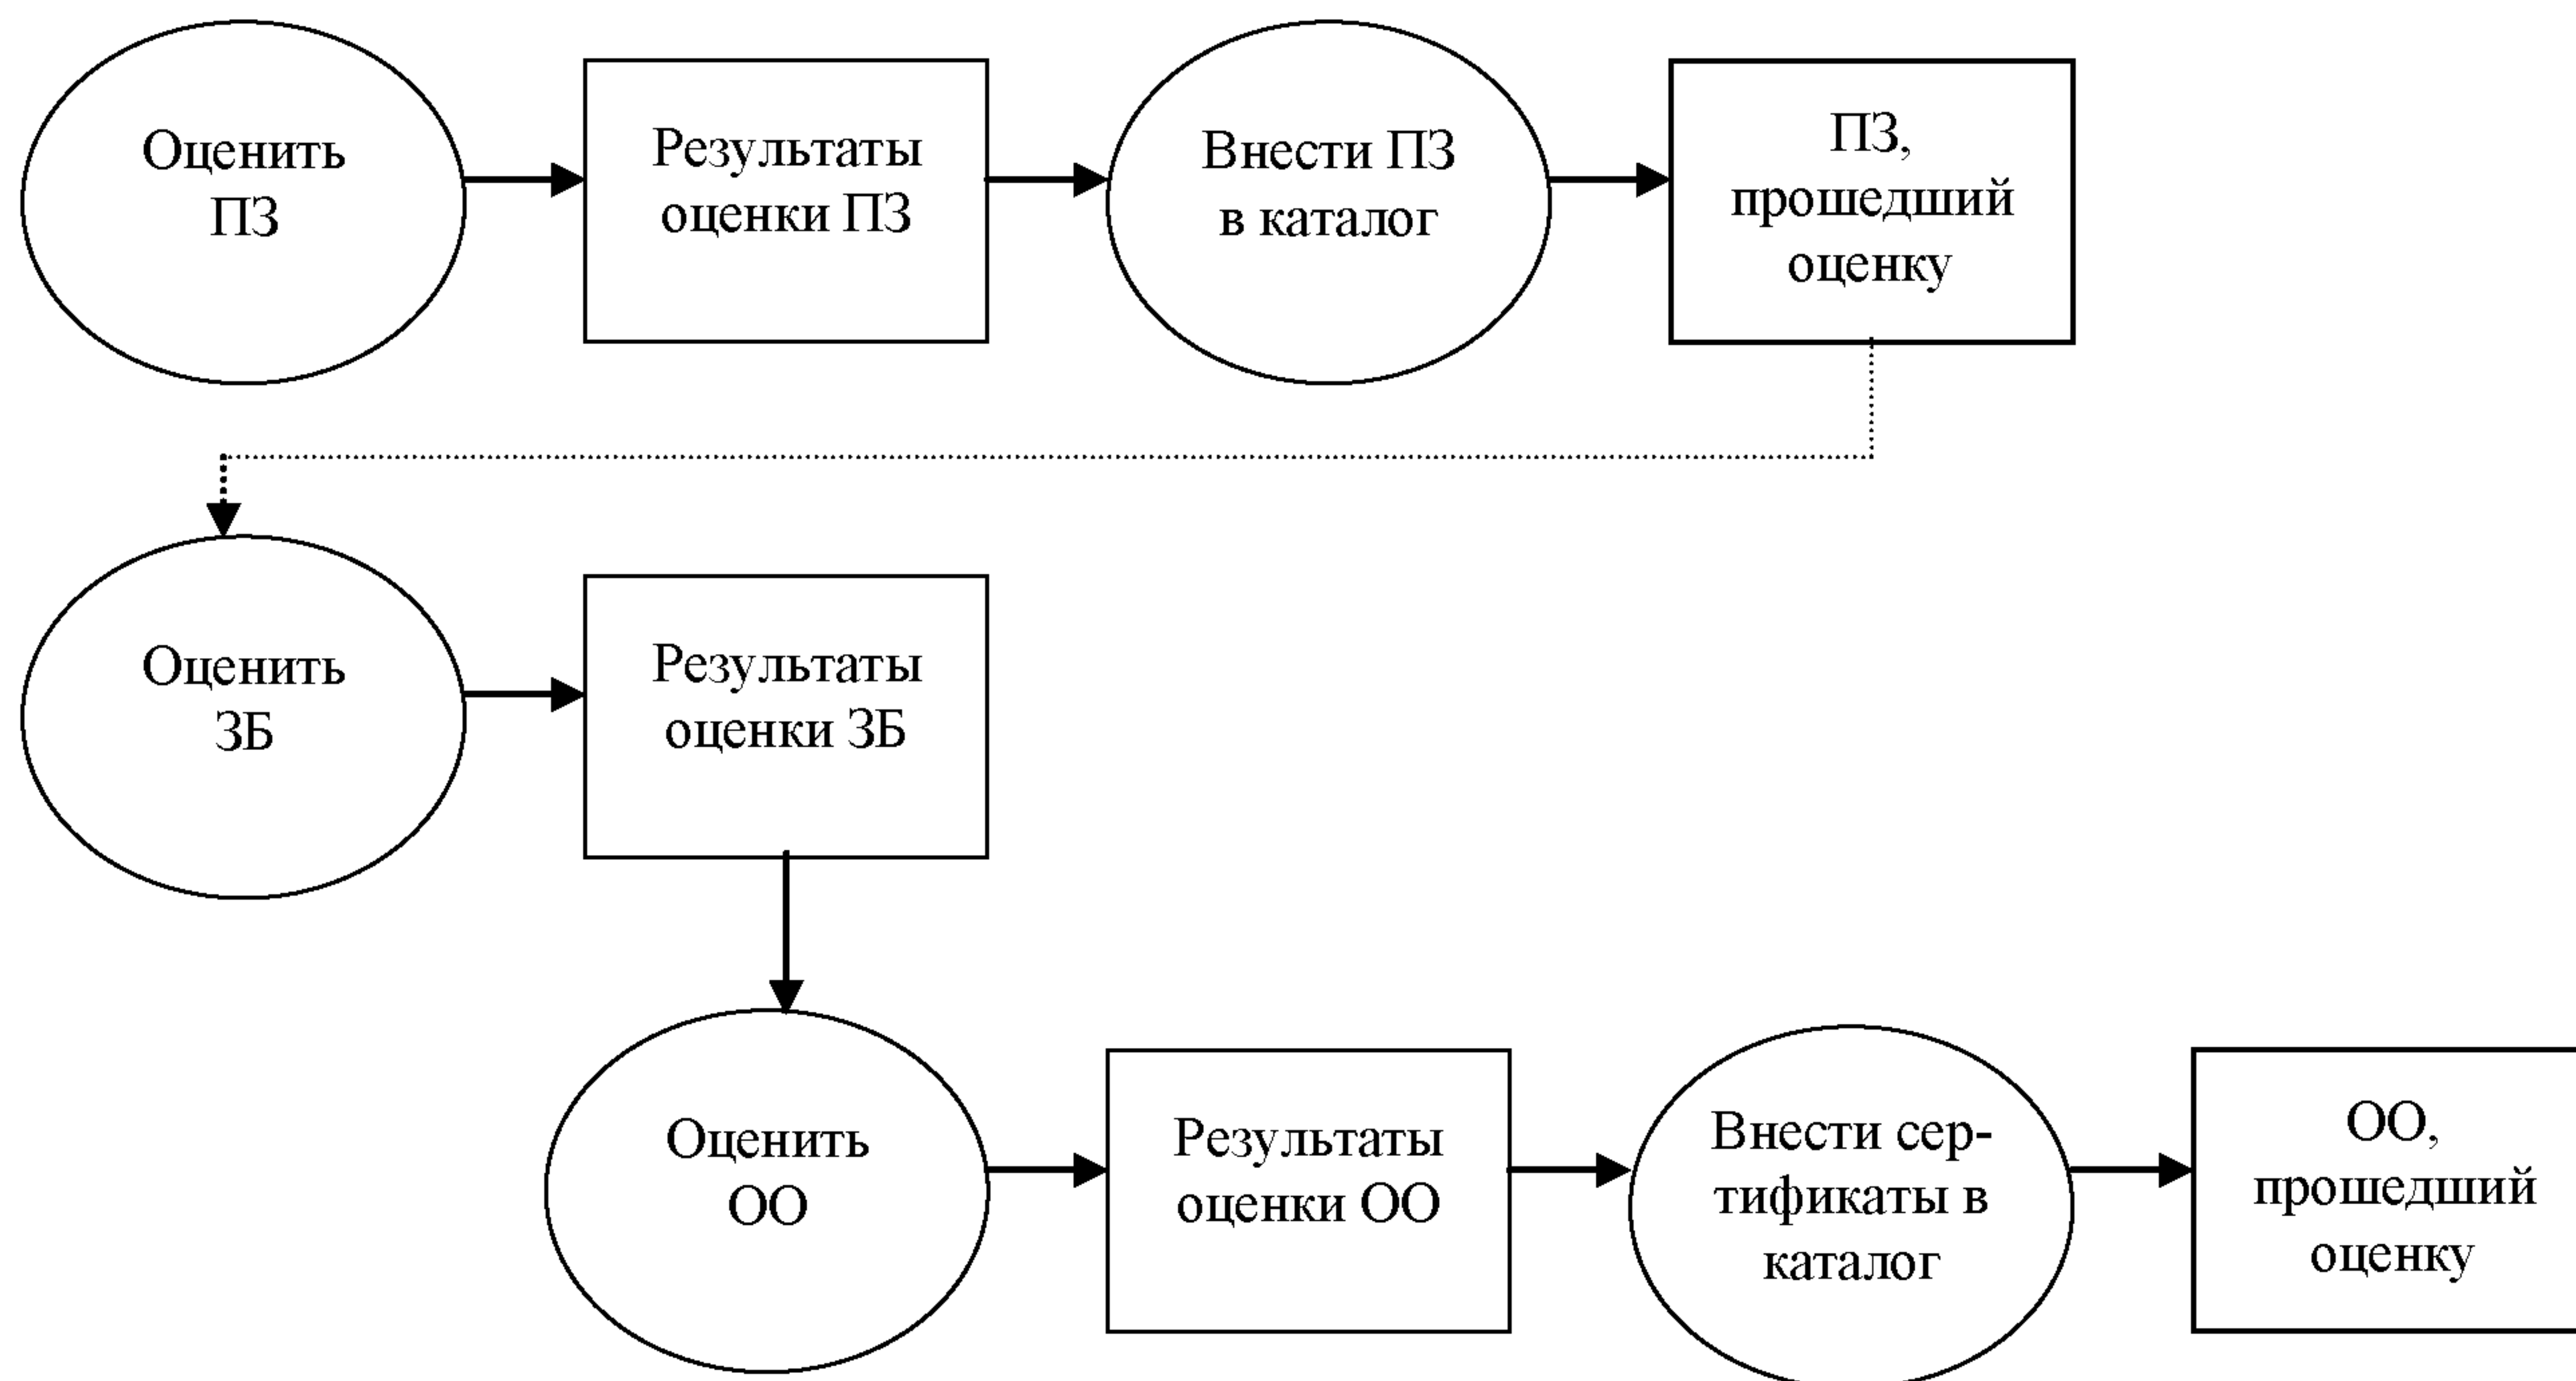 Оценить
ПЗ
Результаты
оценки ПЗ
Внести ПЗ
в каталог
ПЗ,
прошедший
оценку
Оценить
ЗБ
Результаты
оценки ЗБ
Оценить
ОО
Результаты
оценки ОО
Внести сер-
тификаты в
каталог
ОО,
прошедший
оценку